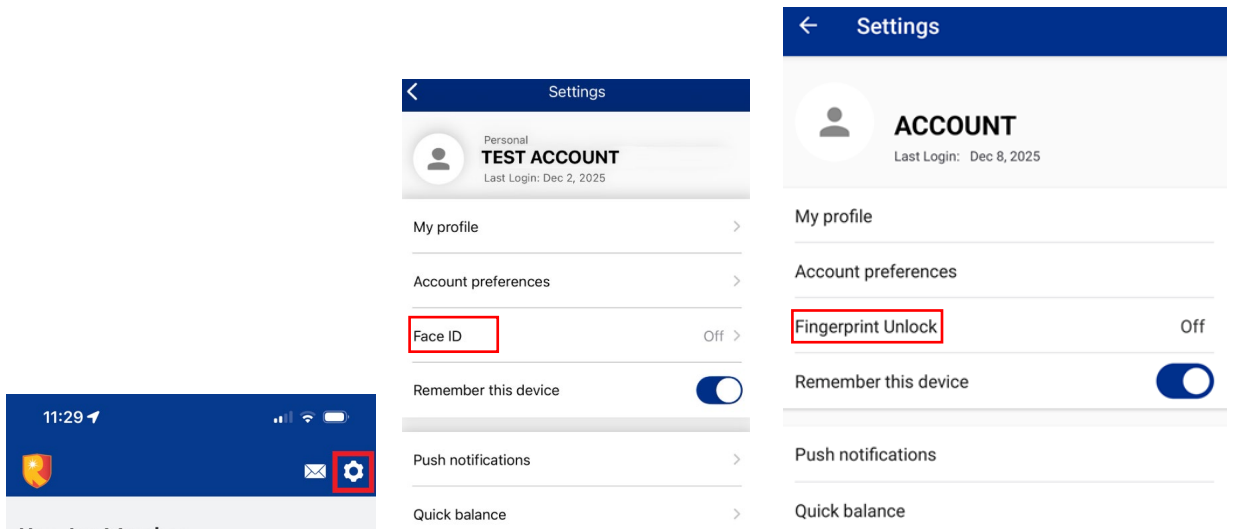 11:29
Settings
Personal
TEST ACCOUNT
Last Login: Dec 2, 2025
My profile
Account preferences
Face ID
Off
Remember this device
Push notifications
Quick balance
Settings
ACCOUNT
Last Login: Dec 8, 2025
My profile
Account preferences
Fingerprint Unlock
Off
Remember this device
Push notifications
Quick balance